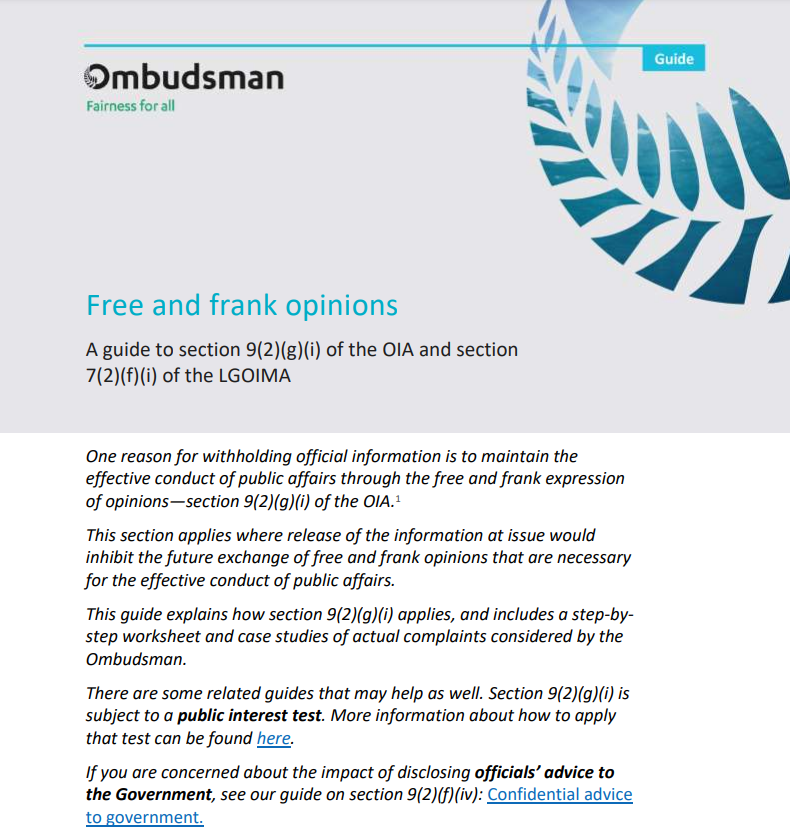 Guide
Ombudsman
Fairness for all
Free and frank opinions
A guide to section 9(2)(g)(i) of the OIA and section
7(2)(f)(i) of the LGOIMA
One reason for withholding official information is to maintain the
effective conduct of public affairs through the free and frank expression
of opinions—section 9(2)(g)(i) of the OIA.1
This section applies where release of the information at issue would
inhibit the future exchange of free and frank opinions that are necessary
for the effective conduct of public affairs.
This guide explains how section 9(2)(g)(i) applies, and includes a step-by-
step worksheet and case studies of actual complaints considered by the
Ombudsman.
There are some related guides that may help as well. Section 9(2)(g)(i) is
subject to a public interest test. More information about how to apply
that test can be found here.
If you are concerned about the impact of disclosing officials’ advice to
the Government, see our guide on section 9(2)(f)(iv): Confidential advice
to government.